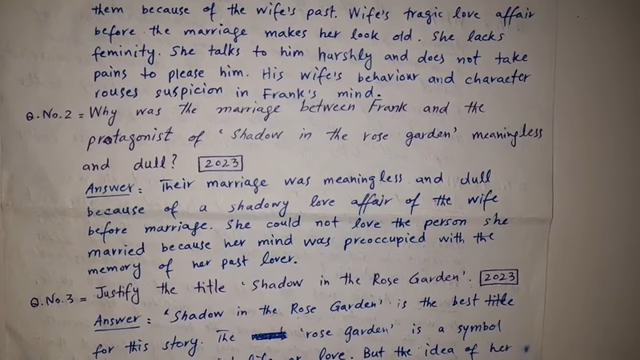 them because of the wife's past. Wife's tragic love affair
before the marriage makes her look old. She lacks
feminity. She talks to him harshly and does not take
pains to please him. His wife's behaviour and character
rouses suspicion in Frank's mind.
Q.No.2 = Why was the marriage between Frank and the
protagonist of 'Shadow in the rose garden' meaningless
and dull? 2023
Answer: Their marriage was meaningless and dull
because of a shadowy love affair of the wife
before marriage. She could not love the person she
married because her mind was preoccupied with the
memory of her past lover.
Q.No.3 = Justify the title 'Shadow in the Rose Garden'. 2023
Answer: 'Shadow in the Rose Garden' is the best title
for this story. The 'rose garden' is a symbol
love. But the idea of her